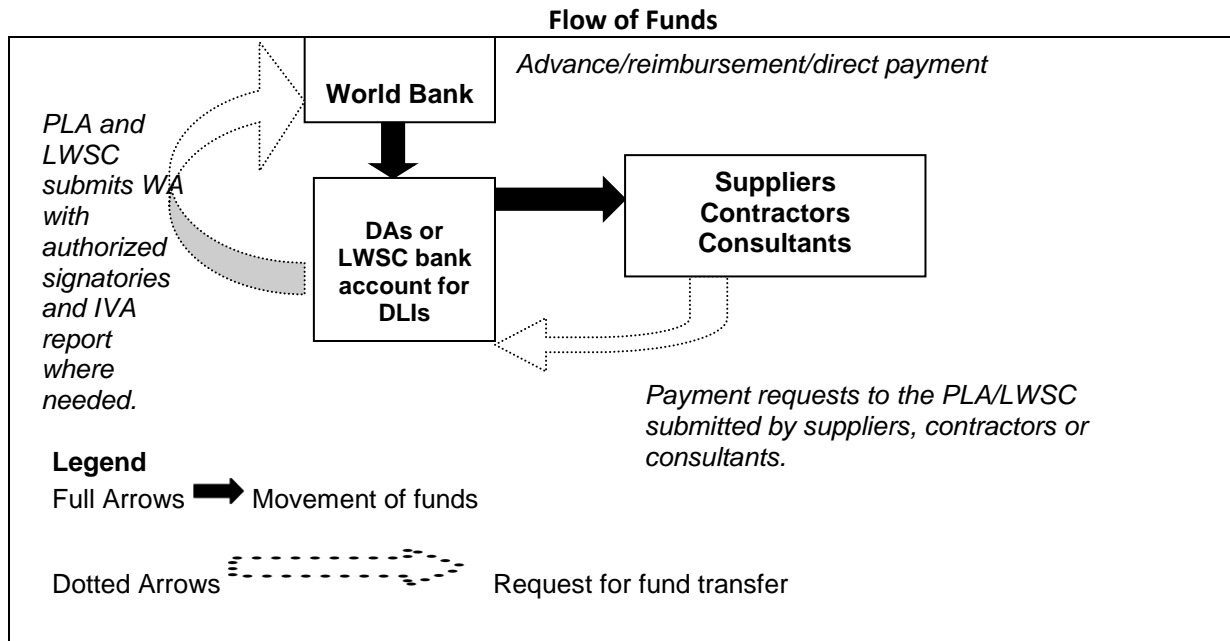 Flow of Funds
Advance/reimbursement/direct payment
World Bank
PLA and
LWSC
submits WA
with
authorized
signatories
and IVA
report
where
needed.
DAs or
LWSC bank
account for
DLIs
Suppliers
Contractors
Consultants
Payment requests to the PLA/LWSC
submitted by suppliers, contractors or
consultants.
Legend
Full Arrows Movement of funds
Dotted Arrows Request for fund transfer